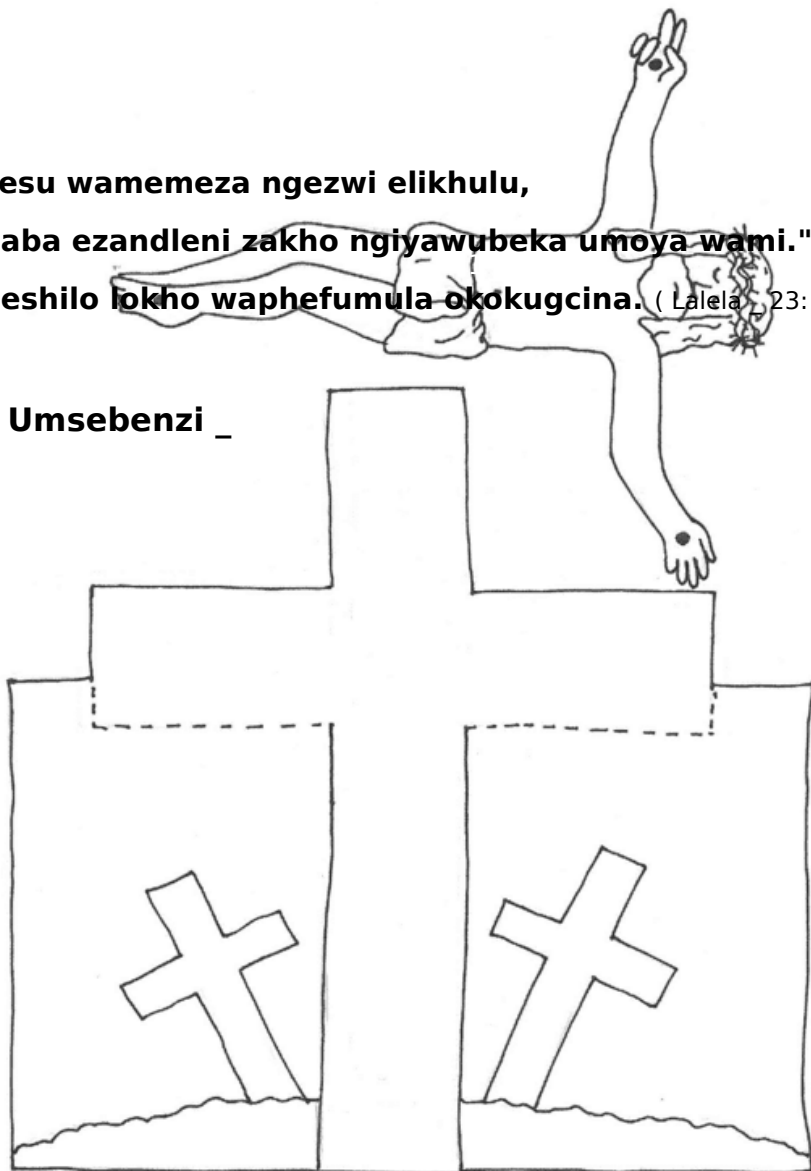 esu wamemeza ngezwi elikhulu,
aba ezandleni zakho ngiyawubeka umoya wami."
eshilo lokho waphefumula okokugcina. ( Lalela _ 23:
Umsebenzi _